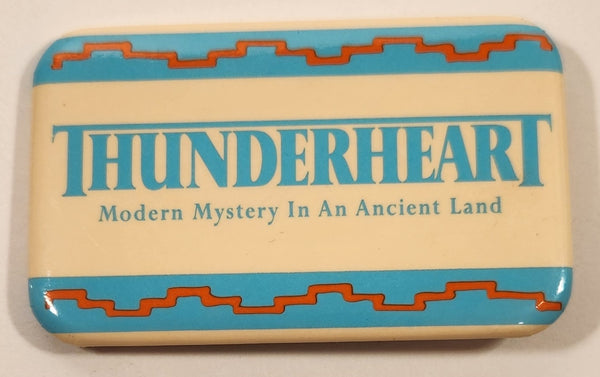 THUNDERHEART
Modern Mystery In An Ancient Land